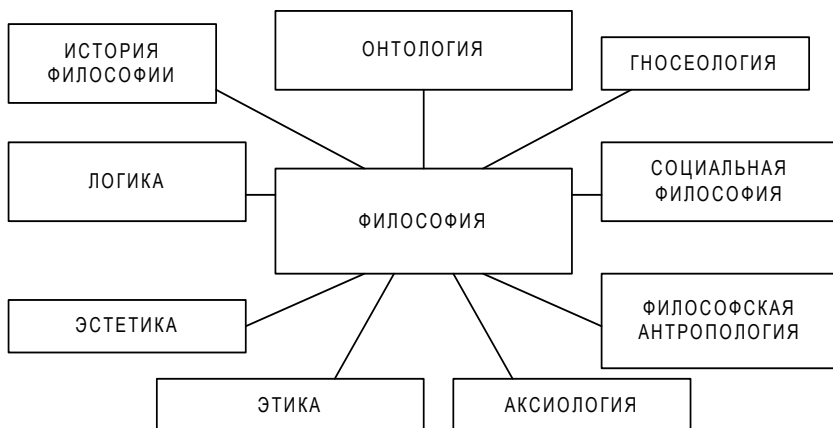 ИСТОРИЯ
ФИЛОСОФИИ
ОНТОЛОГИЯ
ГНОСЕОЛОГИЯ
ЛОГИКА
ФИЛОСОФИЯ
СОЦИАЛЬНАЯ
ФИЛОСОФИЯ
ЭСТЕТИКА
ФИЛОСОФСКАЯ
АНТРОПОЛОГИЯ
ЭТИКА
АКСИОЛОГИЯ